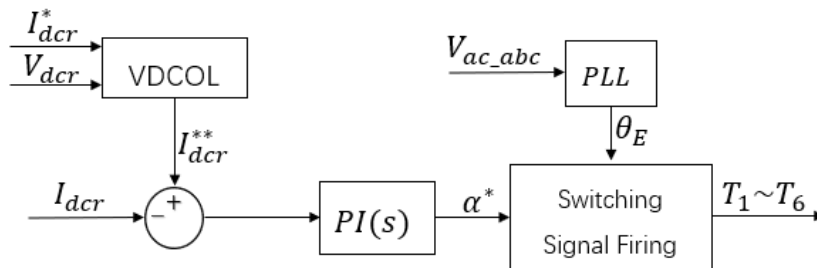 I*dcr
Vdcr
VDCOL
Vac_abc
PLL
I**dcr
θE
Idcr
− +
PI(s)
α*
Switching
Signal Firing
T1~T6